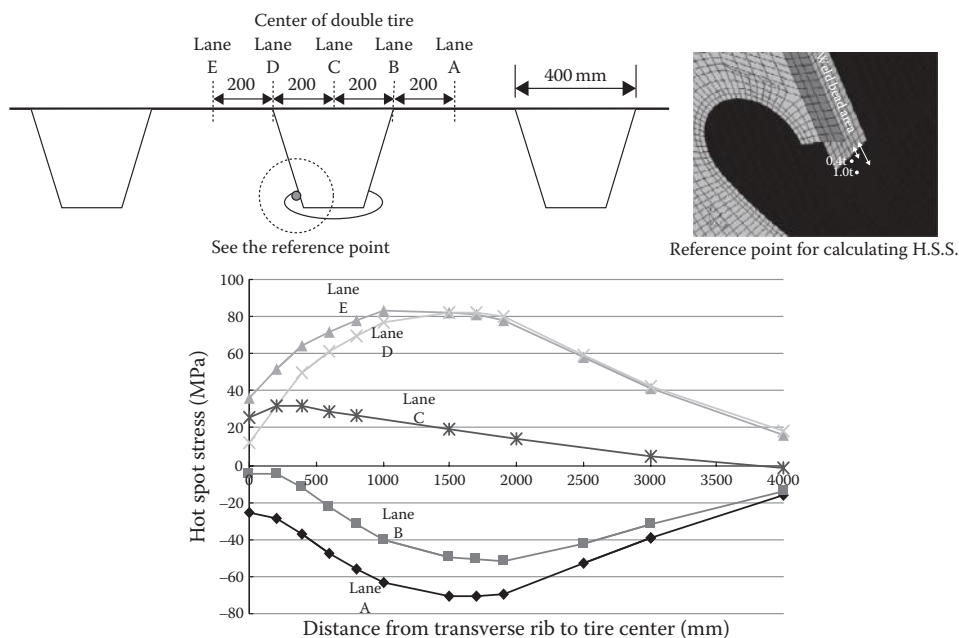 Center of double tire
Lane Lane Lane Lane Lane
E D C B A
200 200 200 200
400 mm
See the reference point
Weld bead area
0.4t
1.0t
Reference point for calculating H.S.S.
100
80
60
40
20
0
−20
−40
−60
−80
Hot spot stress (MPa)
Lane
E
Lane
D
Lane
C
Lane
B
Lane
A
0 500 1000 1500 2000 2500 3000 3500 4000
Distance from transverse rib to tire center (mm)